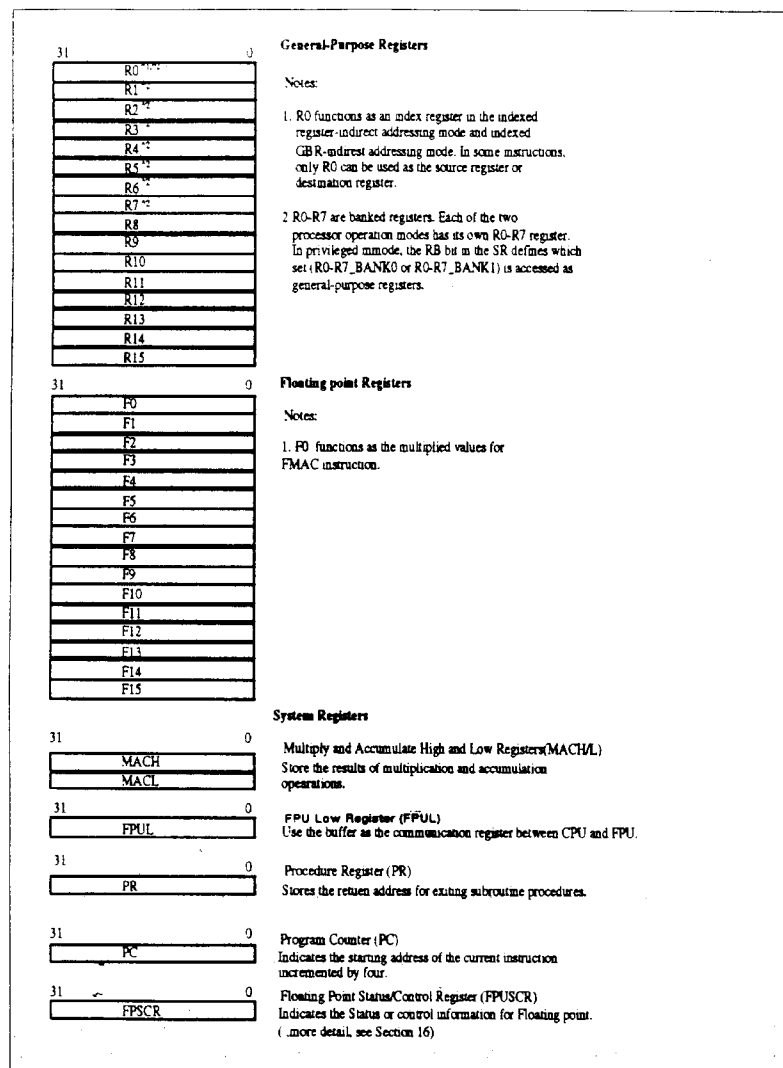 31 0
R0 *1,*2
R1 *2
R2 *2
R3
R4 *2
R5 *2
R6 *2
R7 *2
R8
R9
R10
R11
R12
R13
R14
R15
General-Purpose Registers
Notes:
1. R0 functions as an index register in the indexed
register-indirect addressing mode and indexed
GBR-indirest addressing mode. In some instructions,
only R0 can be used as the source register or
destination register.
2 R0-R7 are banked registers. Each of the two
processor operation modes has its own R0-R7 register.
In privileged mmode, the RB bit in the SR defines which
set (R0-R7_BANK0 or R0-R7_BANK1) is accessed as
general-purpose registers.
31 0
F0
F1
F2
F3
F4
F5
F6
F7
F8
F9
F10
F11
F12
F13
F14
F15
Floating point Registers
Notes:
1. F0 functions as the multiplied values for
FMAC instruction.
System Registers
31 0
MACH
MACL
Multiply and Accumulate High and Low Registers(MACH/L)
Store the results of multiplication and accumulation
opearations.
31 0
FPUL
FPU Low Register (FPUL)
Use the buffer as the communication register between CPU and FPU.
31 0
PR
Procedure Register (PR)
Stores the retuen address for exiting subroutine procedures.
31 0
PC
Program Counter (PC)
Indicates the starting address of the current instruction
incremented by four.
31 0
FPSCR
Floating Point Status/Control Register (FPUSCR)
Indicates the Status or control information for Floating point.
( .more detail, see Section 16)